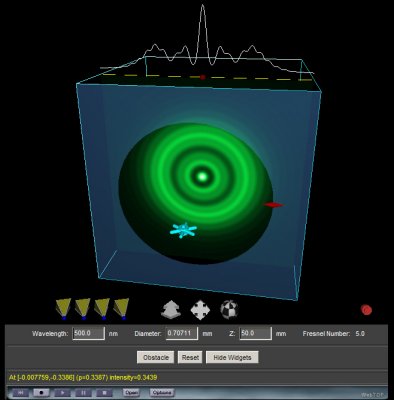 Wavelength: 500.0 nm Diameter: 0.70711 mm Z: 50.0 mm Fresnel Number: 5.0
Obstacle Reset Hide Widgets
At [-0.007759,-0.3386] (p=0.3387) intensity=0.3439
Open Options WebTOP